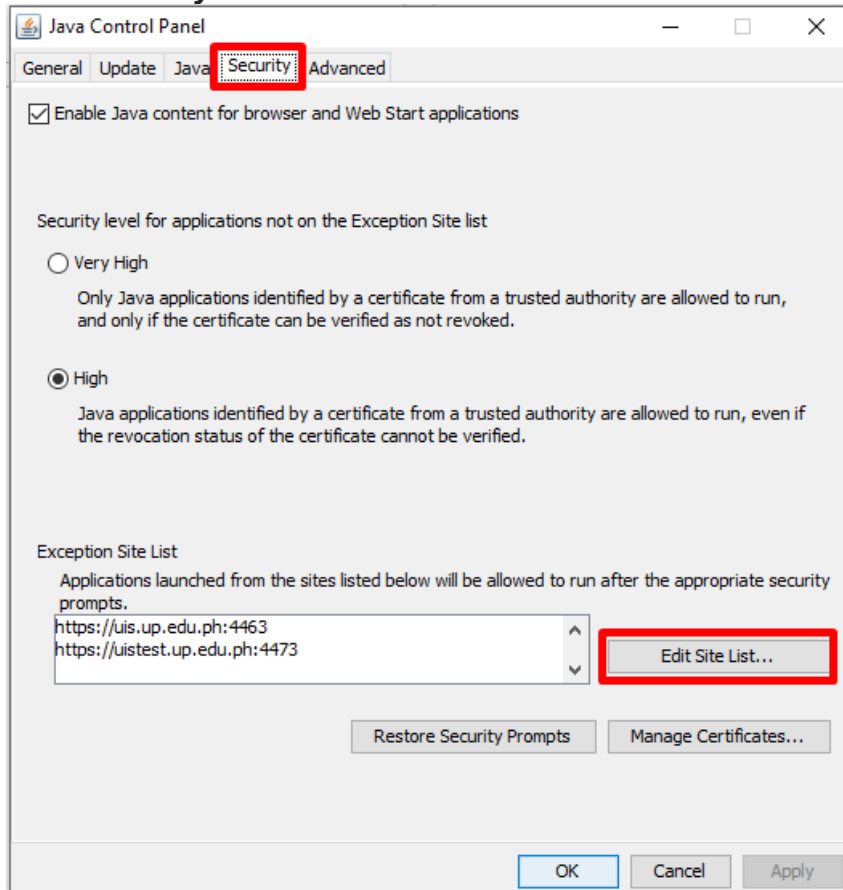 Java Control Panel
General Update Java Security Advanced
Enable Java content for browser and Web Start applications
Security level for applications not on the Exception Site list
Very High
Only Java applications identified by a certificate from a trusted authority are allowed to run,
and only if the certificate can be verified as not revoked.
High
Java applications identified by a certificate from a trusted authority are allowed to run, even if
the revocation status of the certificate cannot be verified.
Exception Site List
Applications launched from the sites listed below will be allowed to run after the appropriate security
prompts.
https://uis.up.edu.ph:4463
https://uistest.up.edu.ph:4473
Edit Site List...
Restore Security Prompts Manage Certificates...
OK Cancel Apply